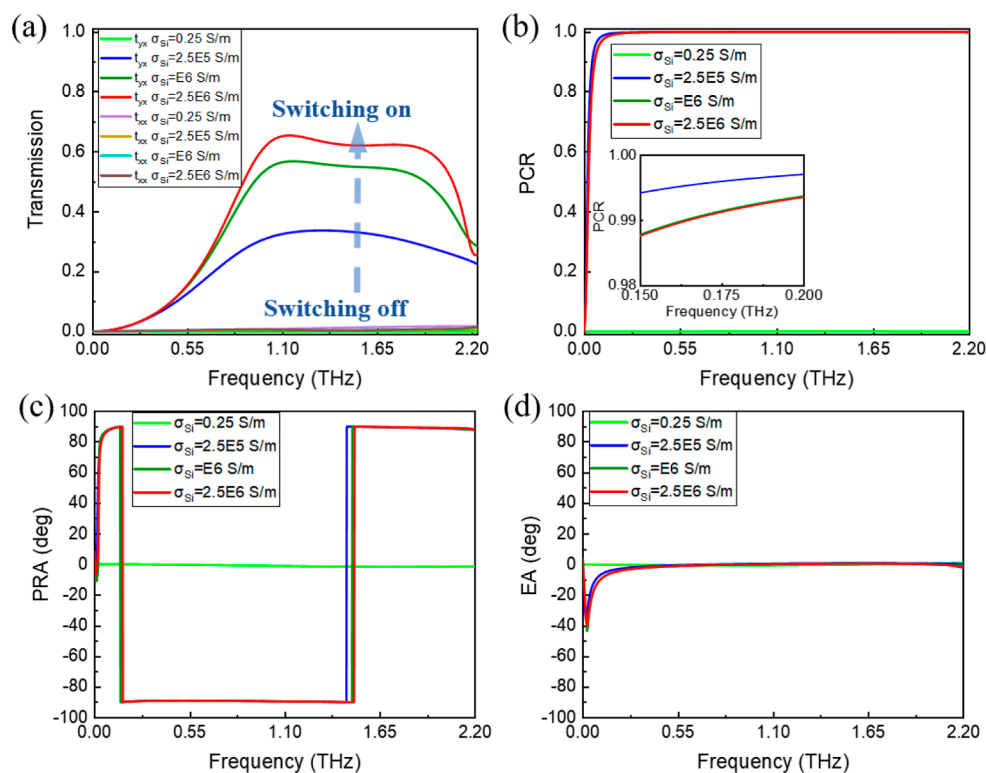 (a)
t_yx σ_Si=0.25 S/m
t_yx σ_Si=2.5E5 S/m
t_yx σ_Si=E6 S/m
t_yx σ_Si=2.5E6 S/m
t_xx σ_Si=0.25 S/m
t_xx σ_Si=2.5E5 S/m
t_xx σ_Si=E6 S/m
t_xx σ_Si=2.5E6 S/m
Switching on
Switching off
1.0
0.8
0.6
0.4
0.2
0.0
Transmission
0.00 0.55 1.10 1.65 2.20
Frequency (THz)
(b)
σ_Si=0.25 S/m
σ_Si=2.5E5 S/m
σ_Si=E6 S/m
σ_Si=2.5E6 S/m
1.0
0.8
0.6
0.4
0.2
0.0
PCR
1.00
0.99
0.98
PCR
0.150 0.175 0.200
Frequency (THz)
0.00 0.55 1.10 1.65 2.20
Frequency (THz)
(c)
σ_Si=0.25 S/m
σ_Si=2.5E5 S/m
σ_Si=E6 S/m
σ_Si=2.5E6 S/m
100
80
60
40
20
0
-20
-40
-60
-80
-100
PRA (deg)
0.00 0.55 1.10 1.65 2.20
Frequency (THz)
(d)
σ_Si=0.25 S/m
σ_Si=2.5E5 S/m
σ_Si=E6 S/m
σ_Si=2.5E6 S/m
100
80
60
40
20
0
-20
-40
-60
-80
-100
EA (deg)
0.00 0.55 1.10 1.65 2.20
Frequency (THz)